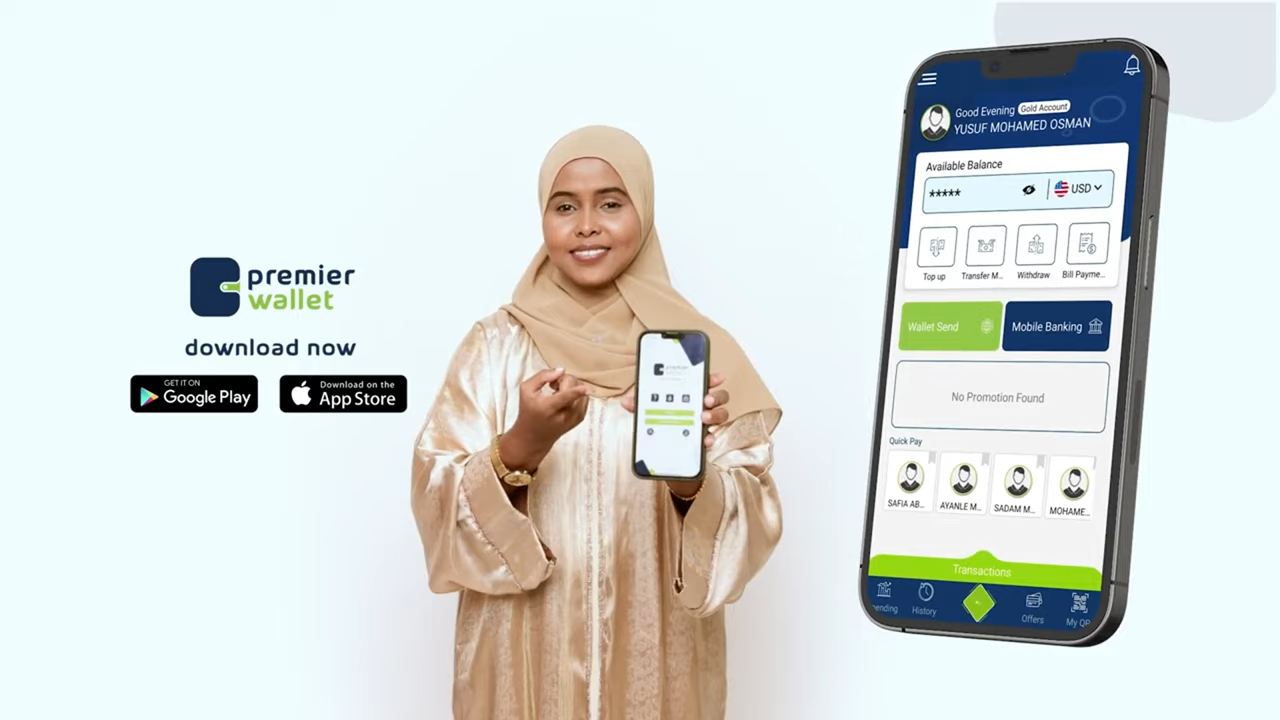 premier
wallet
download now
GET IT ON
Google Play
Download on the
App Store
premier
Good Evening Gold Account
YUSUF MOHAMED OSMAN
Available Balance
***** USD
Top up Transfer M... Withdraw Bill Payme...
Wallet Send Mobile Banking
No Promotion Found
Quick Pay
SAFIA AB... AYANLE M... SADAM M... MOHAME...
Transactions
ending History Offers My QR